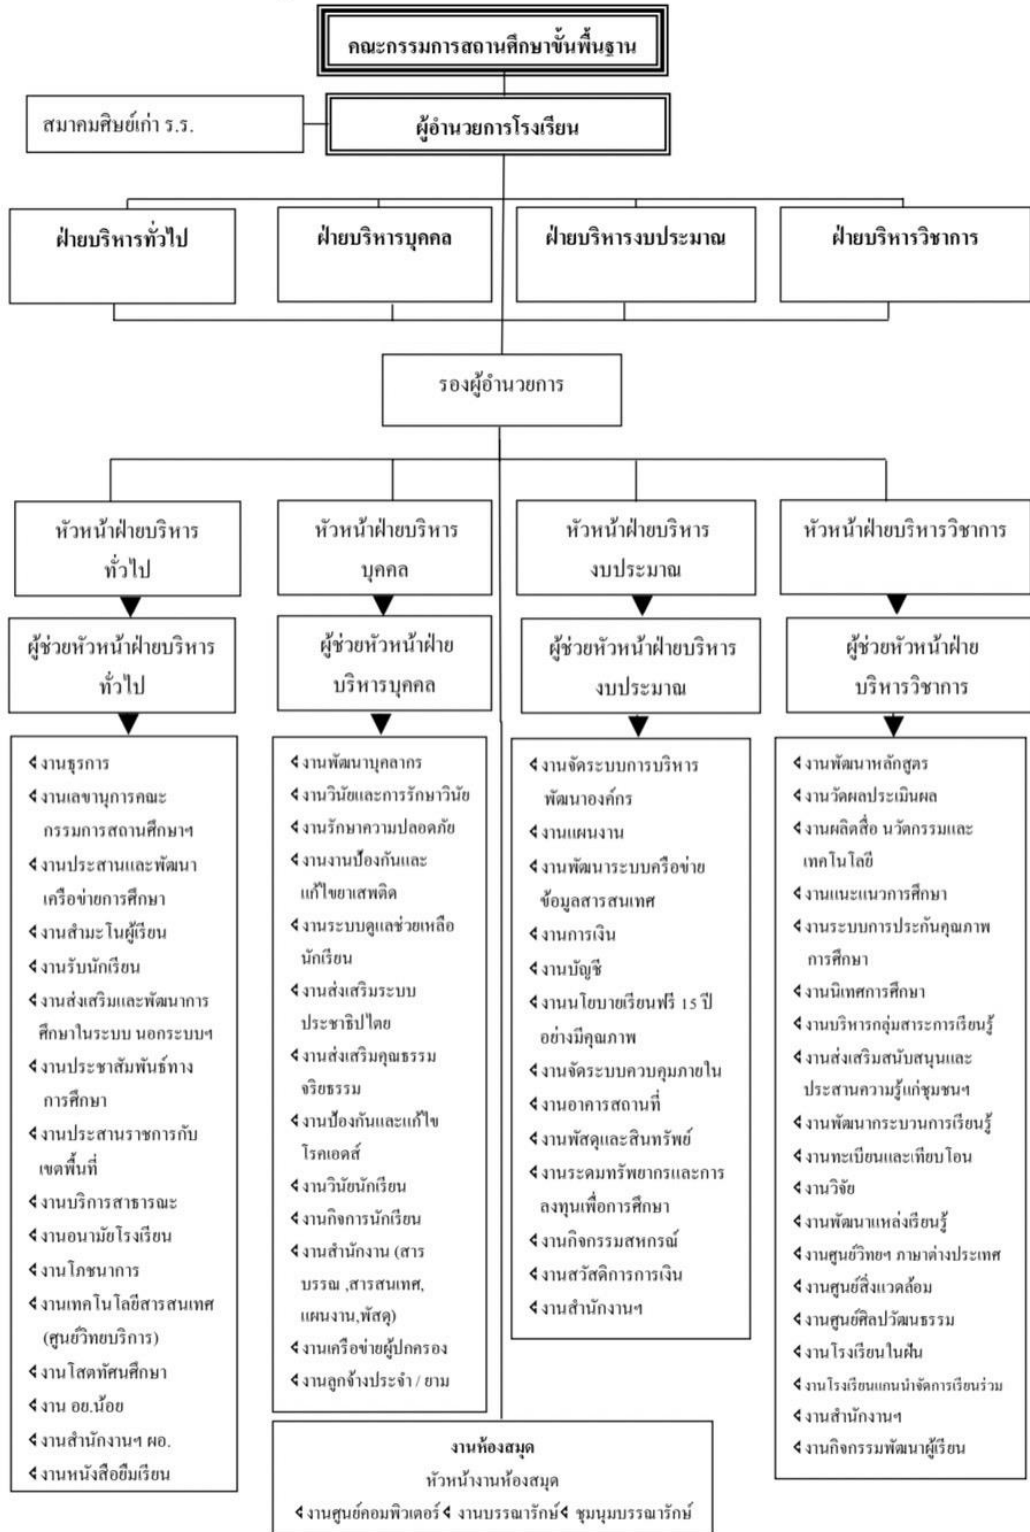 คณะกรรมการสถานศึกษาขั้นพื้นฐาน
สมาคมศิษย์เก่า ร.ร.
ผู้อำนวยการโรงเรียน
ฝ่ายบริหารทั่วไป
ฝ่ายบริหารบุคคล
ฝ่ายบริหารงบประมาณ
ฝ่ายบริหารวิชาการ
รองผู้อำนวยการ
หัวหน้าฝ่ายบริหาร
ทั่วไป
หัวหน้าฝ่ายบริหาร
บุคคล
หัวหน้าฝ่ายบริหาร
งบประมาณ
หัวหน้าฝ่ายบริหารวิชาการ
ผู้ช่วยหัวหน้าฝ่ายบริหาร
ทั่วไป
ผู้ช่วยหัวหน้าฝ่าย
บริหารบุคคล
ผู้ช่วยหัวหน้าฝ่ายบริหาร
งบประมาณ
ผู้ช่วยหัวหน้าฝ่าย
บริหารวิชาการ
งานธุรการ
งานเลขานุการคณะ
กรรมการสถานศึกษาฯ
งานประสานและพัฒนา
เครือข่ายการศึกษา
งานสำมะโนผู้เรียน
งานรับนักเรียน
งานส่งเสริมและพัฒนาการ
ศึกษาในระบบ นอกระบบฯ
งานประชาสัมพันธ์ทาง
การศึกษา
งานประสานราชการกับ
เขตพื้นที่
งานบริการสาธารณะ
งานอนามัยโรงเรียน
งานโภชนาการ
งานเทคโนโลยีสารสนเทศ
(ศูนย์วิทยบริการ)
งานโสตทัศนศึกษา
งาน อย.น้อย
งานสำนักงานฯ ผอ.
งานหนังสือยืมเรียน
งานพัฒนาบุคลากร
งานวินัยและการรักษาวินัย
งานรักษาความปลอดภัย
งานงานป้องกันและ
แก้ไขยาเสพติด
งานระบบดูแลช่วยเหลือ
นักเรียน
งานส่งเสริมระบบ
ประชาธิปไตย
งานส่งเสริมคุณธรรม
จริยธรรม
งานป้องกันและแก้ไข
โรคเอดส์
งานวินัยนักเรียน
งานกิจการนักเรียน
งานสำนักงาน (สาร
บรรณ ,สารสนเทศ,
แผนงาน,พัสดุ)
งานเครือข่ายผู้ปกครอง
งานลูกจ้างประจำ / ยาม
งานจัดระบบการบริหาร
พัฒนาองค์กร
งานแผนงาน
งานพัฒนาระบบครือข่าย
ข้อมูลสารสนเทศ
งานการเงิน
งานบัญชี
งานนโยบายเรียนฟรี 15 ปี
อย่างมีคุณภาพ
งานจัดระบบควบคุมภายใน
งานอาคารสถานที่
งานพัสดุและสินทรัพย์
งานระดมทรัพยากรและการ
ลงทุนเพื่อการศึกษา
งานกิจกรรมสหกรณ์
งานสวัสดิการการเงิน
งานสำนักงานฯ
งานพัฒนาหลักสูตร
งานวัดผลประเมินผล
งานผลิตสื่อ นวัตกรรมและ
เทคโนโลยี
งานแนะแนวการศึกษา
งานระบบการประกันคุณภาพ
การศึกษา
งานนิเทศการศึกษา
งานบริหารกลุ่มสาระการเรียนรู้
งานส่งเสริมสนับสนุนและ
ประสานความรู้แก่ชุมชนฯ
งานพัฒนากระบวนการเรียนรู้
งานทะเบียนและเทียบโอน
งานวิจัย
งานพัฒนาแหล่งเรียนรู้
งานศูนย์วิทยฯ ภาษาต่างประเทศ
งานศูนย์สิ่งแวดล้อม
งานศูนย์ศิลปวัฒนธรรม
งานโรงเรียนในฝัน
งานโรงเรียนแกนนำจัดการเรียนร่วม
งานสำนักงานฯ
งานกิจกรรมพัฒนาผู้เรียน
งานห้องสมุด
หัวหน้างานห้องสมุด
งานศูนย์คอมพิวเตอร์ งานบรรณารักษ์ ชุมนุมบรรณารักษ์